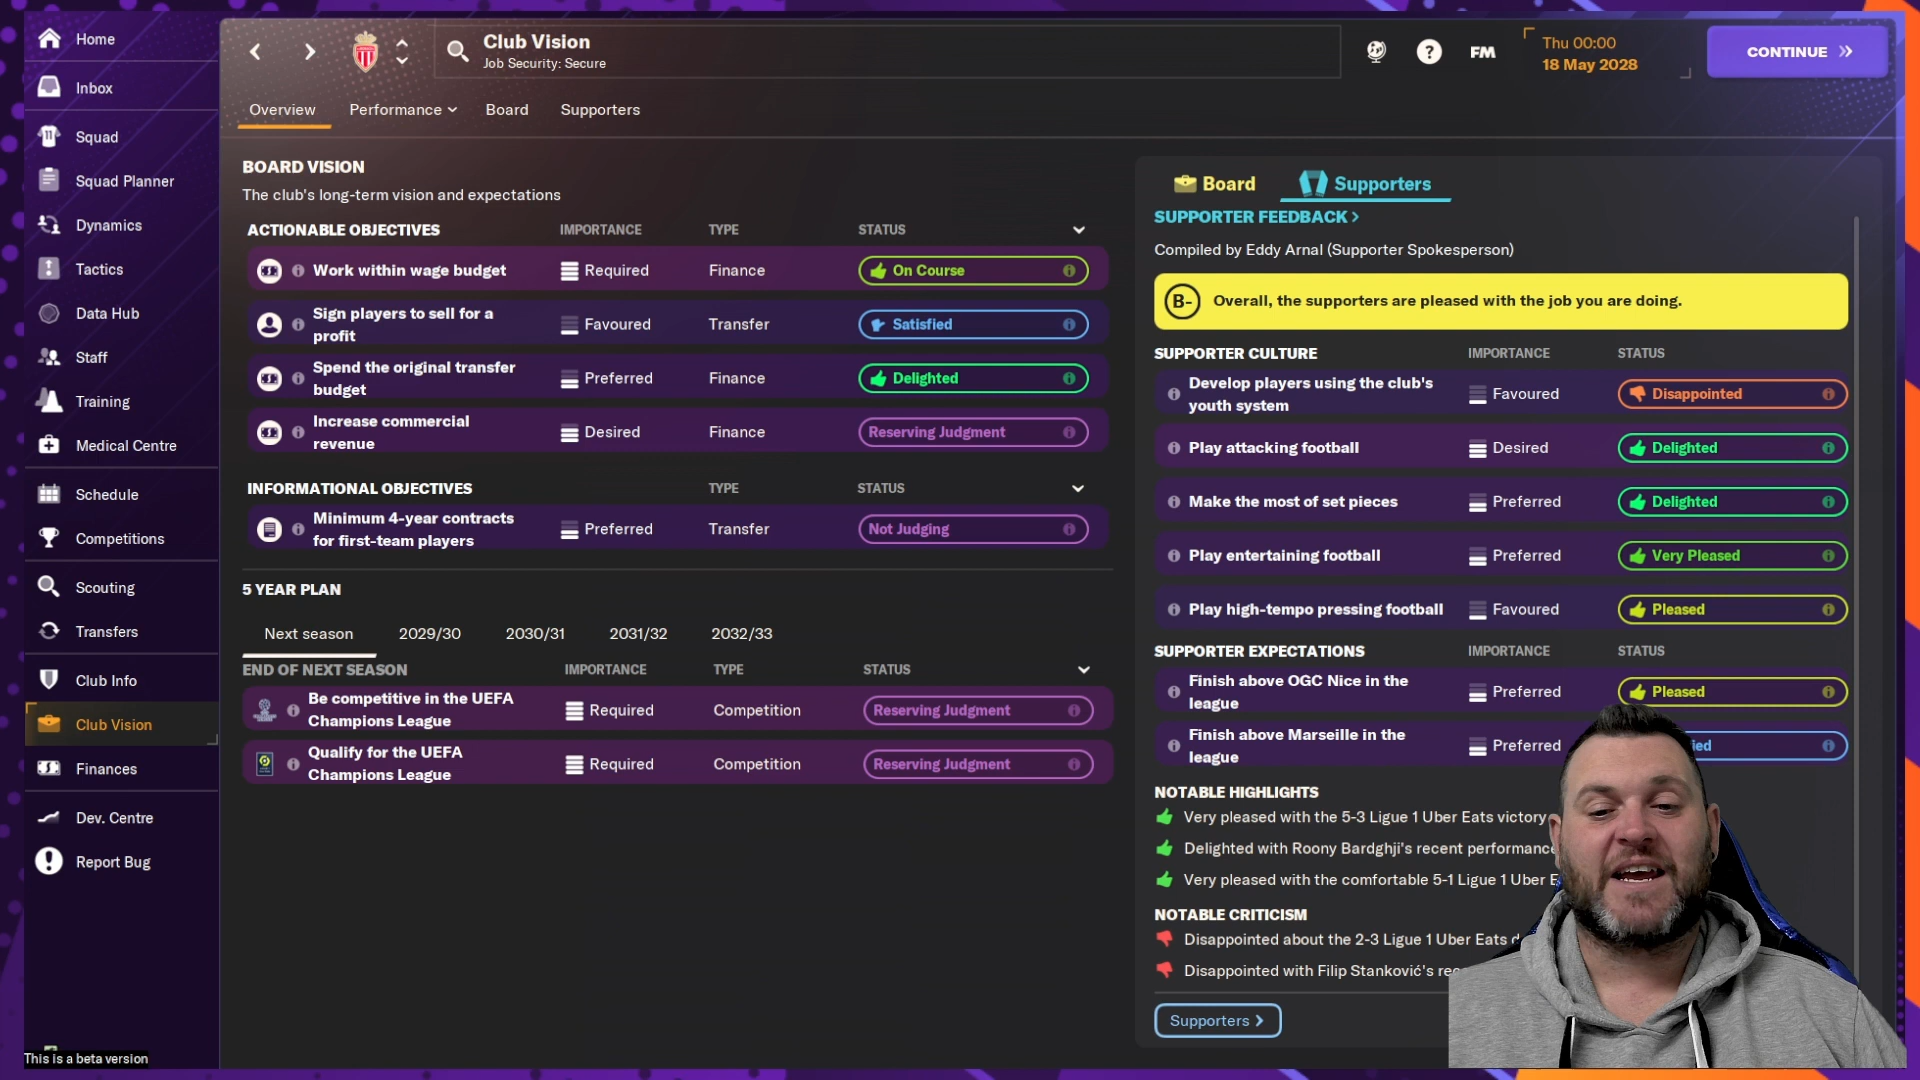 Home
Inbox
Squad
Squad Planner
Dynamics
Tactics
Data Hub
Staff
Training
Medical Centre
Schedule
Competitions
Scouting
Transfers
Club Info
Club Vision
Finances
Dev. Centre
Report Bug
This is a beta version
Club Vision
Job Security: Secure
FM
Thu 00:00
18 May 2028
CONTINUE
Overview Performance Board Supporters
BOARD VISION
The club's long-term vision and expectations
ACTIONABLE OBJECTIVES IMPORTANCE TYPE STATUS
Work within wage budget Required Finance On Course
Sign players to sell for a
profit Favoured Transfer Satisfied
Spend the original transfer
budget Preferred Finance Delighted
Increase commercial
revenue Desired Finance Reserving Judgment
INFORMATIONAL OBJECTIVES TYPE STATUS
Minimum 4-year contracts
for first-team players Preferred Transfer Not Judging
5 YEAR PLAN
Next season 2029/30 2030/31 2031/32 2032/33
END OF NEXT SEASON IMPORTANCE TYPE STATUS
Be competitive in the UEFA
Champions League Required Competition Reserving Judgment
Qualify for the UEFA
Champions League Required Competition Reserving Judgment
Board Supporters
SUPPORTER FEEDBACK
Compiled by Eddy Arnal (Supporter Spokesperson)
B- Overall, the supporters are pleased with the job you are doing.
SUPPORTER CULTURE IMPORTANCE STATUS
Develop players using the club's
youth system Favoured Disappointed
Play attacking football Desired Delighted
Make the most of set pieces Preferred Delighted
Play entertaining football Preferred Very Pleased
Play high-tempo pressing football Favoured Pleased
SUPPORTER EXPECTATIONS IMPORTANCE STATUS
Finish above OGC Nice in the
league Preferred Pleased
Finish above Marseille in the
league Preferred
NOTABLE HIGHLIGHTS
Very pleased with the 5-3 Ligue 1 Uber Eats victory
Delighted with Roony Bardghji's recent performance
Very pleased with the comfortable 5-1 Ligue 1 Uber
NOTABLE CRITICISM
Disappointed about the 2-3 Ligue 1 Uber Eats
Disappointed with Filip Stanković's
Supporters